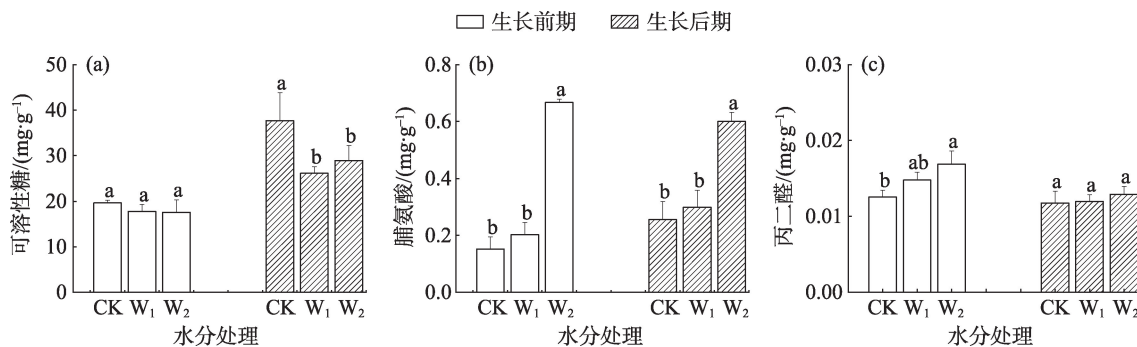 生长前期 生长后期
(a)
可溶性糖/(mg·g⁻¹)
50
40
30
20
10
0
a a a a b b
CK W₁ W₂ CK W₁ W₂
水分处理
(b)
脯氨酸/(mg·g⁻¹)
0.8
0.6
0.4
0.2
0.0
b b a b b a
CK W₁ W₂ CK W₁ W₂
水分处理
(c)
丙二醛/(mg·g⁻¹)
0.03
0.02
0.01
0.00
b ab a a a a
CK W₁ W₂ CK W₁ W₂
水分处理